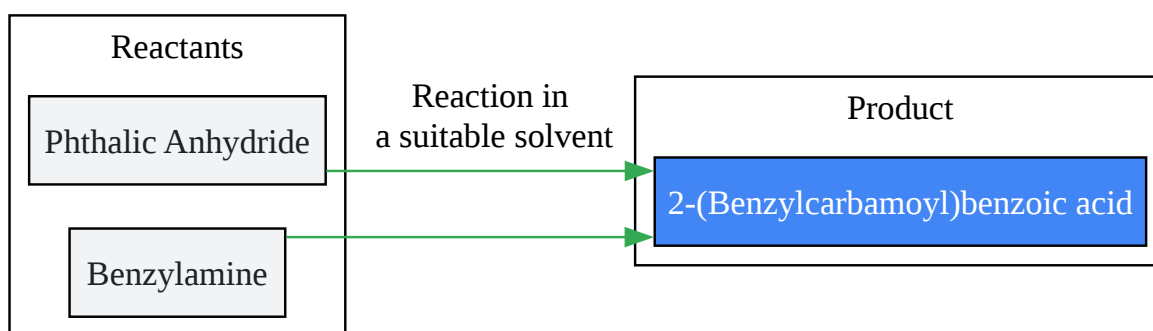 Reactants
Phthalic Anhydride
Benzylamine
Reaction in
a suitable solvent
Product
2-(Benzylcarbamoyl)benzoic acid